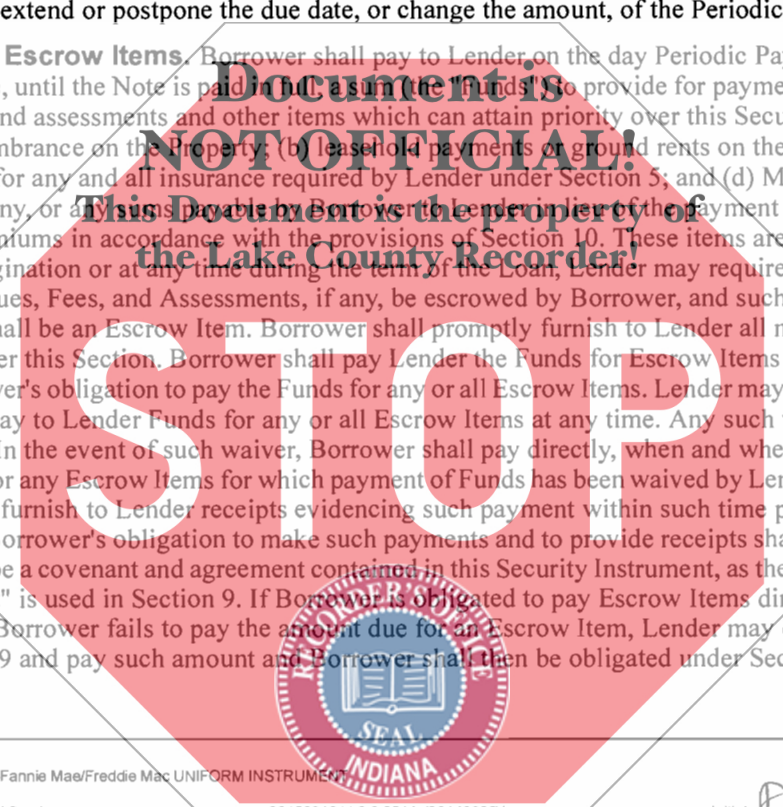 extend or postpone the due date, or change the amount, of the Periodic
Escrow Items. Borrower shall pay to Lender on the day Periodic Pa
, until the Note is paid in full, a sum (the "Funds") to provide for payme
nd assessments and other items which can attain priority over this Secu
mbrance on the Property; (b) leasehold payments or ground rents on the
for any and all insurance required by Lender under Section 5; and (d) M
ny, or any sums payable by Borrower to Lender in lieu of the payment
niums in accordance with the provisions of Section 10. These items are
gination or at any time during the term of the Loan, Lender may require
ues, Fees, and Assessments, if any, be escrowed by Borrower, and such
all be an Escrow Item. Borrower shall promptly furnish to Lender all n
er this Section. Borrower shall pay Lender the Funds for Escrow Items
ver's obligation to pay the Funds for any or all Escrow Items. Lender may
ay to Lender Funds for any or all Escrow Items at any time. Any such
In the event of such waiver, Borrower shall pay directly, when and whe
or any Escrow Items for which payment of Funds has been waived by Len
furnish to Lender receipts evidencing such payment within such time p
orrower's obligation to make such payments and to provide receipts sha
be a covenant and agreement contained in this Security Instrument, as the
" is used in Section 9. If Borrower is obligated to pay Escrow Items dir
Borrower fails to pay the amount due for an Escrow Item, Lender may
9 and pay such amount and Borrower shall then be obligated under Sec
Document is
NOT OFFICIAL!
This Document is the property of
the Lake County Recorder!
STOP
RECORDER'S OFFICE
SEAL
INDIANA
Fannie Mae/Freddie Mac UNIFORM INSTRUMENT